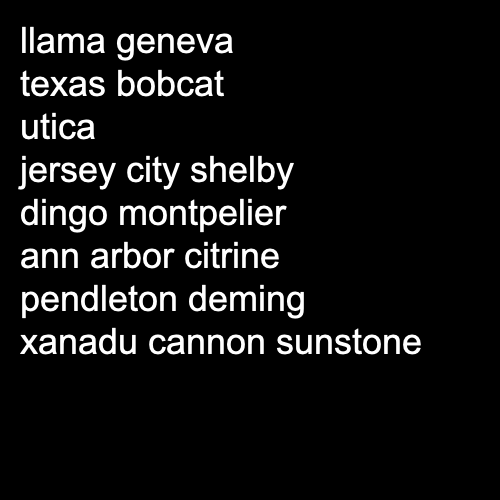 llama geneva
texas bobcat
utica
jersey city shelby
dingo montpelier
ann arbor citrine
pendleton deming
xanadu cannon sunstone